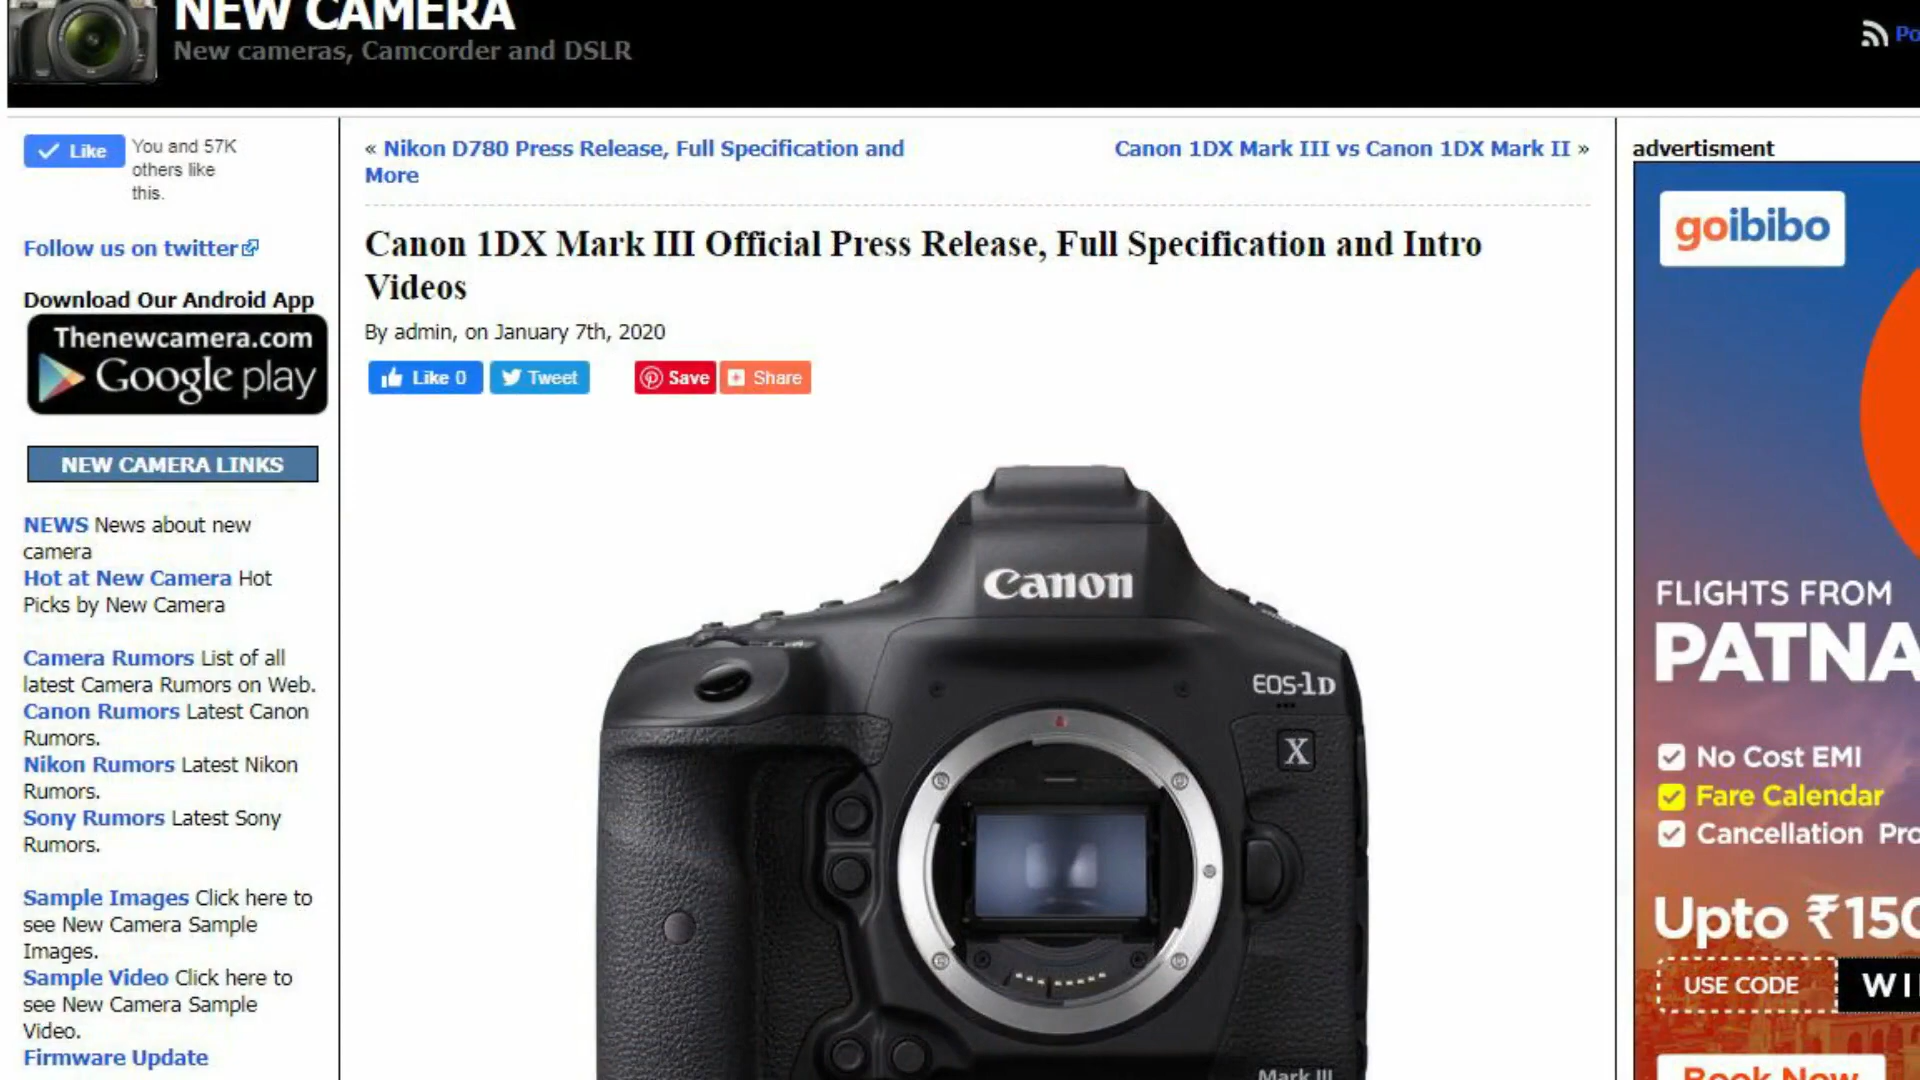 NEW CAMERA
New cameras, Camcorder and DSLR
Like
You and 57K
others like
this.
Follow us on twitter
Download Our Android App
Thenewcamera.com
Google play
NEW CAMERA LINKS
NEWS News about new
camera
Hot at New Camera Hot
Picks by New Camera
Camera Rumors List of all
latest Camera Rumors on Web.
Canon Rumors Latest Canon
Rumors.
Nikon Rumors Latest Nikon
Rumors.
Sony Rumors Latest Sony
Rumors.
Sample Images Click here to
see New Camera Sample
Images.
Sample Video Click here to
see New Camera Sample
Video.
Firmware Update
« Nikon D780 Press Release, Full Specification and
More
Canon 1DX Mark III vs Canon 1DX Mark II »
Canon 1DX Mark III Official Press Release, Full Specification and Intro
Videos
By admin, on January 7th, 2020
Like 0
Tweet
Save
Share
Canon
EOS-1D
X
Mark III
advertisment
goibibo
FLIGHTS FROM
PATNA
No Cost EMI
Fare Calendar
Cancellation
Upto ₹150
USE CODE
Book Now